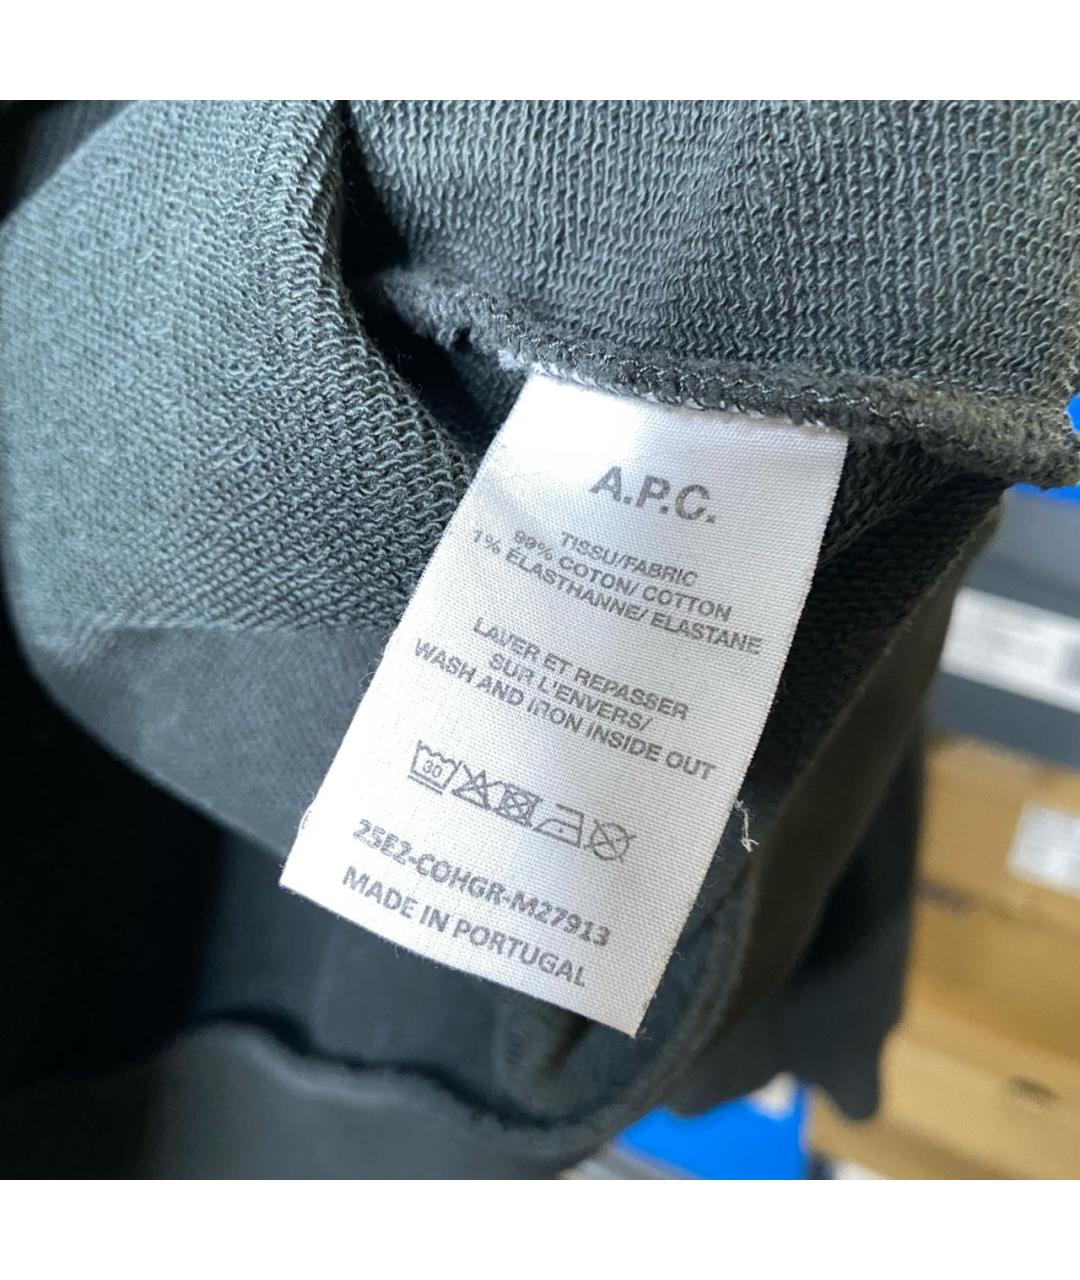 A.P.C.
TISSU/FABRIC
99% COTON/ COTTON
1% ELASTHANNE/ ELASTANE
LAVER ET REPASSER
SUR L'ENVERS/
WASH AND IRON INSIDE OUT
30
25E2-COHGR-M27913
MADE IN PORTUGAL